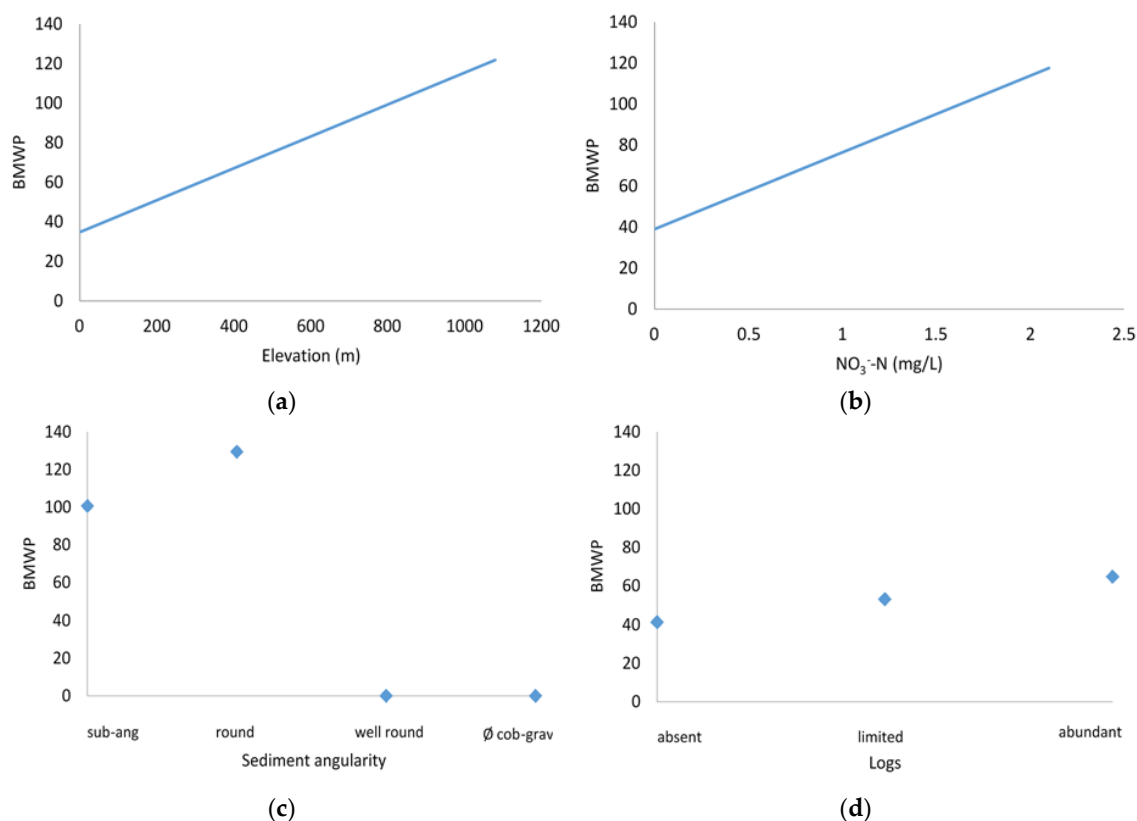 140
120
100
80
60
40
20
0
BMWP
0 200 400 600 800 1000 1200
Elevation (m)
(a)
140
120
100
80
60
40
20
0
BMWP
0 0.5 1 1.5 2 2.5
NO₃⁻-N (mg/L)
(b)
140
120
100
80
60
40
20
0
BMWP
sub-ang round well round Ø cob-grav
Sediment angularity
(c)
140
120
100
80
60
40
20
0
BMWP
absent limited abundant
Logs
(d)